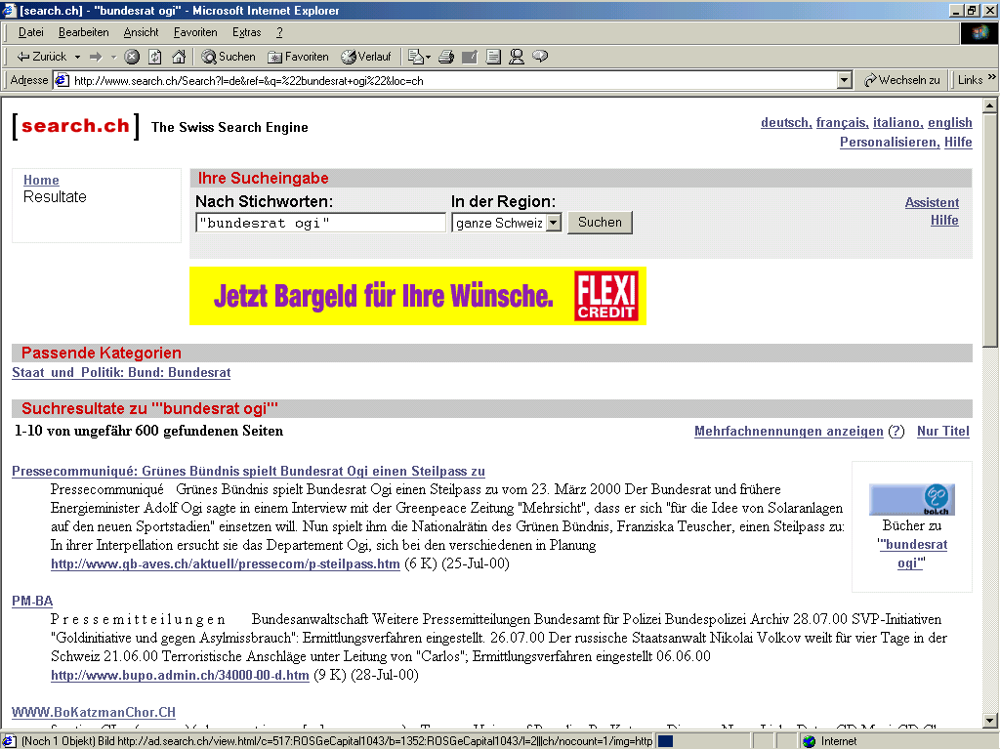 [search.ch] - "bundesrat ogi" - Microsoft Internet Explorer
Datei Bearbeiten Ansicht Favoriten Extras ?
Zurück Suchen Favoriten Verlauf
Adresse http://www.search.ch/Search?l=de&ref=&q=%22bundesrat+ogi%22&loc=ch Wechseln zu Links »
[search.ch] The Swiss Search Engine
deutsch, français, italiano, english
Personalisieren, Hilfe
Home
Resultate
Ihre Sucheingabe
Nach Stichworten: In der Region:
"bundesrat ogi" ganze Schweiz Suchen
Assistent
Hilfe
Jetzt Bargeld für Ihre Wünsche.
FLEXI
CREDIT
Passende Kategorien
Staat und Politik: Bund: Bundesrat
Suchresultate zu '"bundesrat ogi"'
1-10 von ungefähr 600 gefundenen Seiten
Mehrfachnennungen anzeigen (?) Nur Titel
Pressecommuniqué: Grünes Bündnis spielt Bundesrat Ogi einen Steilpass zu
Pressecommuniqué Grünes Bündnis spielt Bundesrat Ogi einen Steilpass zu vom 23. März 2000 Der Bundesrat und frühere
Energieminister Adolf Ogi sagte in einem Interview mit der Greenpeace Zeitung "Mehrsicht", dass er sich "für die Idee von Solaranlagen
auf den neuen Sportstadien" einsetzen will. Nun spielt ihm die Nationalrätin des Grünen Bündnis, Franziska Teuscher, einen Steilpass zu:
In ihrer Interpellation ersucht sie das Departement Ogi, sich bei den verschiedenen in Planung
http://www.gb-aves.ch/aktuell/pressecom/p-steilpass.htm (6 K) (25-Jul-00)
bol.ch
Bücher zu
'"bundesrat
ogi"'
PM-BA
P r e s s e m i t t e i l u n g e n Bundesanwaltschaft Weitere Pressemitteilungen Bundesamt für Polizei Bundespolizei Archiv 28.07.00 SVP-Initiativen
"Goldinitiative und gegen Asylmissbrauch": Ermittlungsverfahren eingestellt. 26.07.00 Der russische Staatsanwalt Nikolai Volkov weilt für vier Tage in der
Schweiz 21.06.00 Terroristische Anschläge unter Leitung von "Carlos"; Ermittlungsverfahren eingestellt 06.06.00
http://www.bupo.admin.ch/34000-00-d.htm (9 K) (28-Jul-00)
WWW.BoKatzmanChor.CH
(Noch 1 Objekt) Bild http://ad.search.ch/view.html/c=517:ROSGeCapital1043/b=1352:ROSGeCapital1043/l=2|||ch/nocount=1/img=http Internet